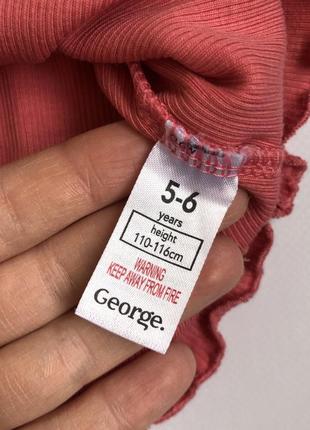 5-6
years
height
110-116cm
WARNING
KEEP AWAY FROM FIRE
George.